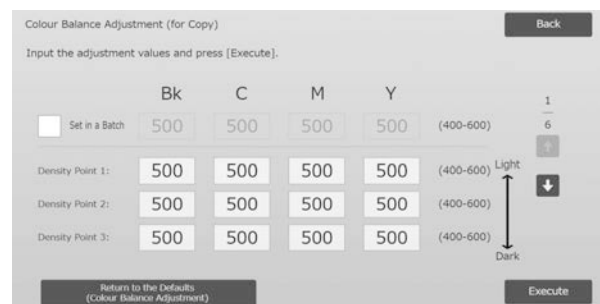 Colour Balance Adjustment (for Copy)
Back
Input the adjustment values and press [Execute].
Bk C M Y
1
6
Set in a Batch 500 500 500 500 (400-600)
Light
Density Point 1: 500 500 500 500 (400-600)
Density Point 2: 500 500 500 500 (400-600)
Density Point 3: 500 500 500 500 (400-600)
Dark
Return to the Defaults
(Colour Balance Adjustment)
Execute